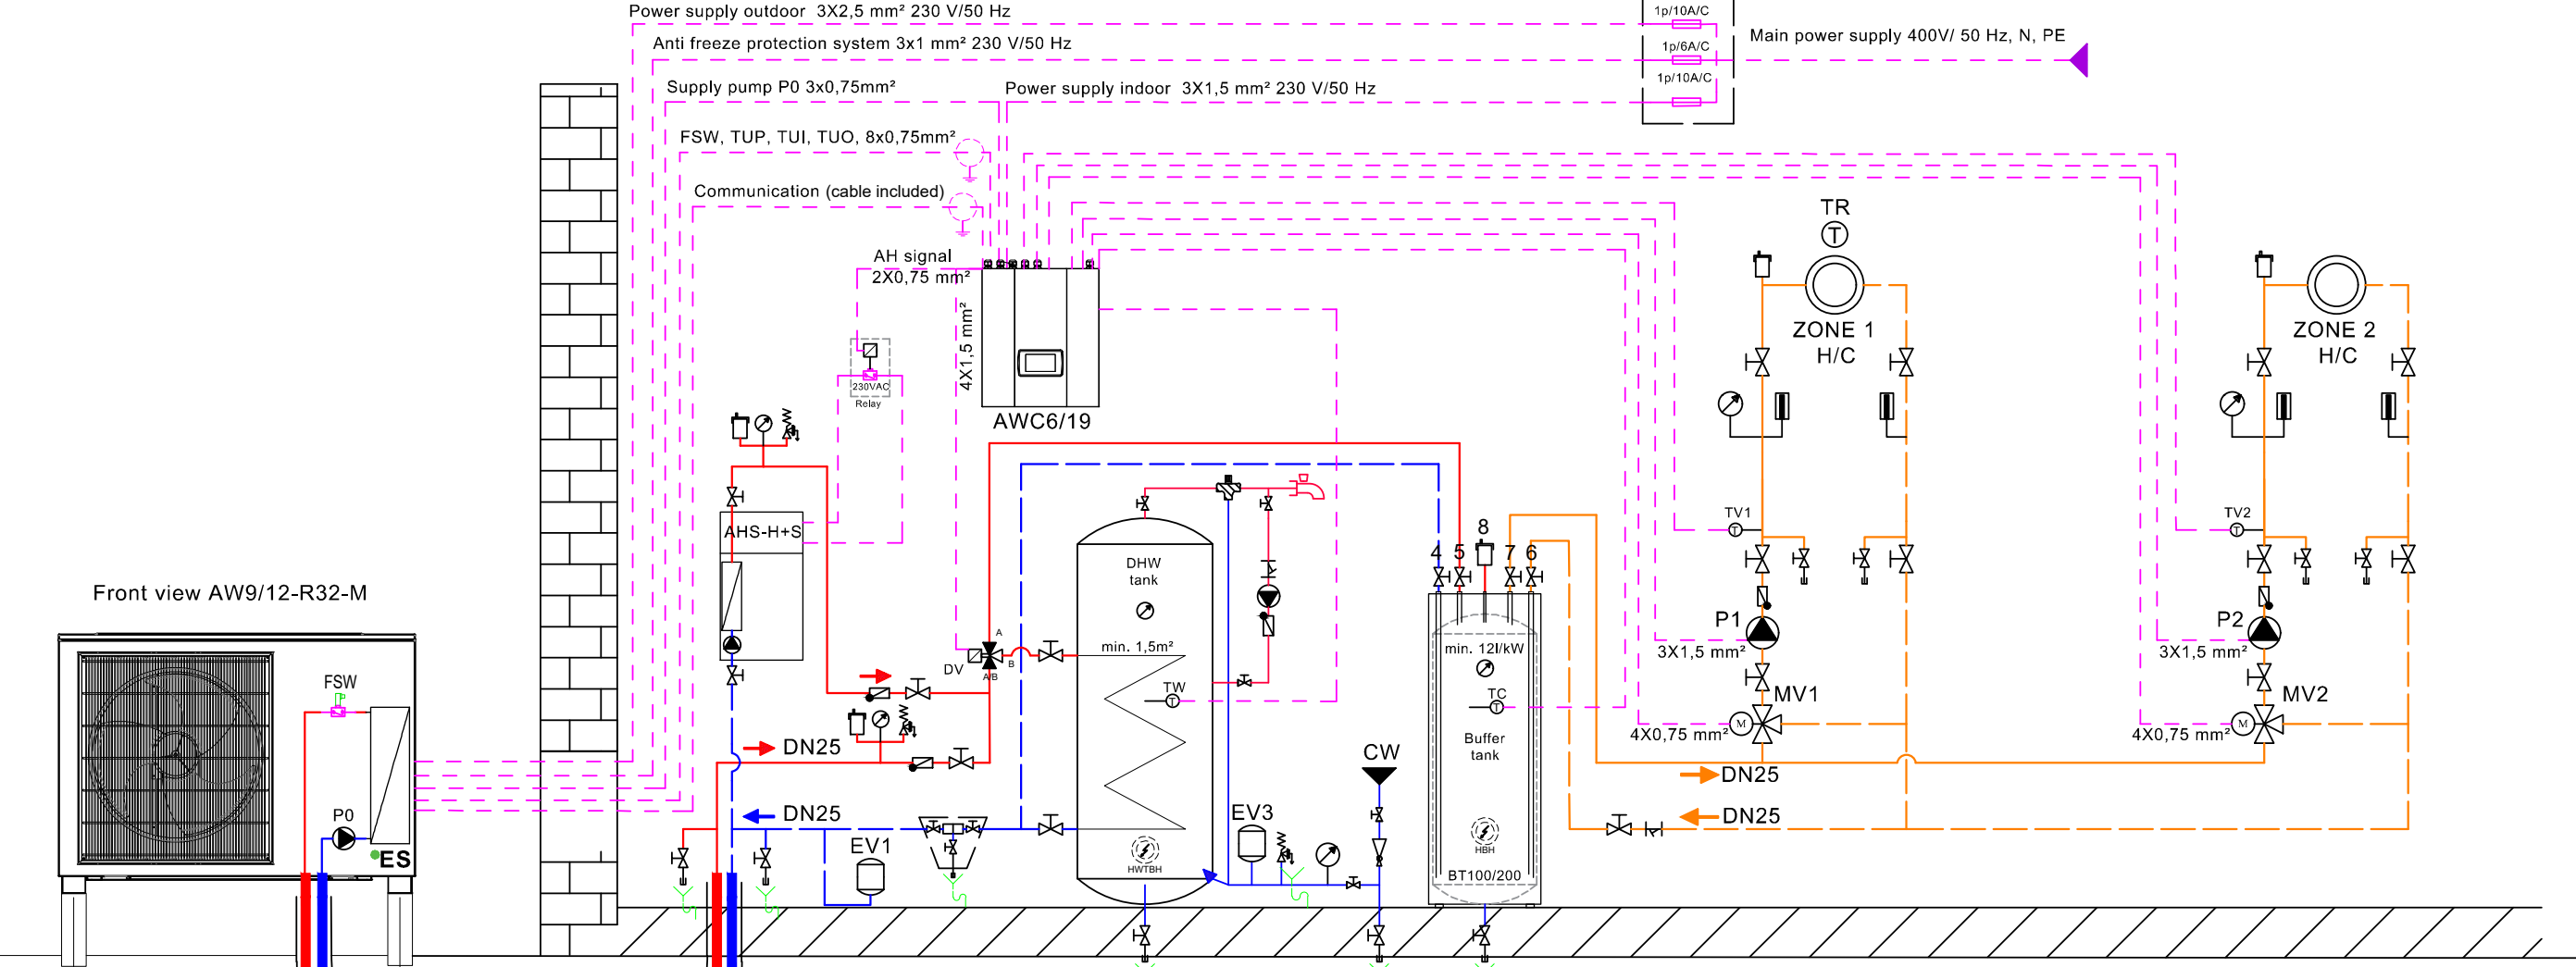 Power supply outdoor 3X2,5 mm² 230 V/50 Hz
1p/10A/C
Anti freeze protection system 3x1 mm² 230 V/50 Hz
1p/6A/C
Main power supply 400V/ 50 Hz, N, PE
1p/10A/C
Supply pump P0 3x0,75mm²
Power supply indoor 3X1,5 mm² 230 V/50 Hz
FSW, TUP, TUI, TUO, 8x0,75mm²
Communication (cable included)
AH signal
2X0,75 mm²
4X1,5 mm²
230VAC
Relay
AWC6/19
TR
T
ZONE 1
H/C
ZONE 2
H/C
AHS-H+S
TV1
T
TV2
T
4
5
8
7
6
DHW
tank
min. 1,5m²
TW
T
HWTBH
DV
A
B
A/B
min. 12l/kW
TC
T
Buffer
tank
HBH
BT100/200
P1
3X1,5 mm²
P2
3X1,5 mm²
MV1
M
4X0,75 mm²
MV2
M
4X0,75 mm²
DN25
DN25
DN25
DN25
EV1
EV3
CW
Front view AW9/12-R32-M
FSW
P0
ES